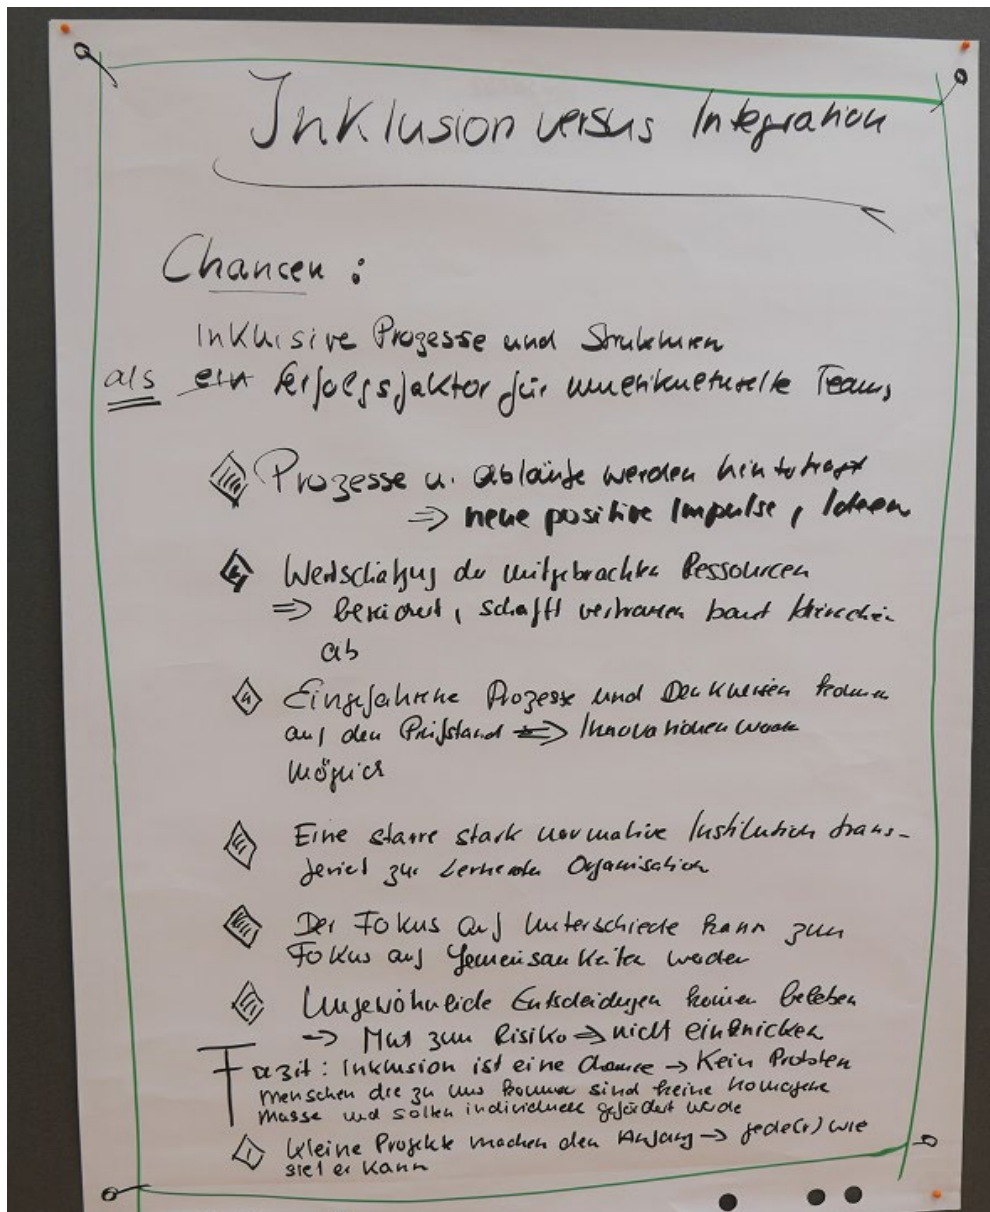 Inklusion versus Integration
Chancen :
Inklusive Prozesse und Strukturen
als ein Erfolgsfaktor für multikulturelle Teams
Prozesse u. abläufe werden hinterfragt
⇒ neue positive Impulse, Ideen
Wertschätzung der mitgebrachten Ressourcen
⇒ bereichert, schafft vertrauen baut
ab
Eingefahrene Prozesse und Denkweisen kommen
auf den Prüfstand ⇒ Innovationen werden
möglich
Eine starre stark normative Institution trans-
feriert zur Lernenden Organisation
Der Fokus auf Unterschiede kann zum
Fokus auf Gemeinsamkeiten werden
Ungewöhnliche Entscheidungen können beleben
→ Mut zum Risiko ⇒ nicht einknicken
Fazit: Inklusion ist eine Chance → Kein Problem
menschen die zu uns kommen sind keine homogene
Masse und sollen individuell gefördert werde
kleine Projekte machen den Anfang → jede(r) wie
sie/er kann